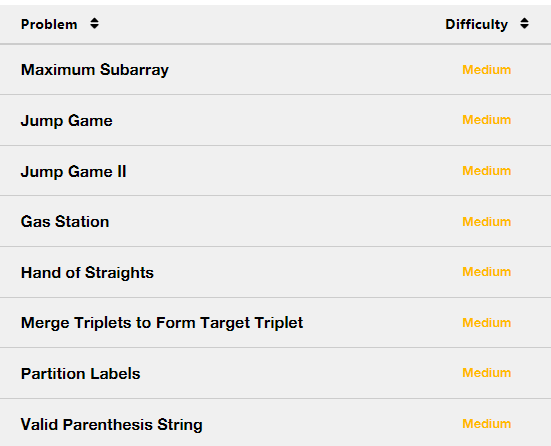 Problem Difficulty
Maximum Subarray Medium
Jump Game Medium
Jump Game II Medium
Gas Station Medium
Hand of Straights Medium
Merge Triplets to Form Target Triplet Medium
Partition Labels Medium
Valid Parenthesis String Medium